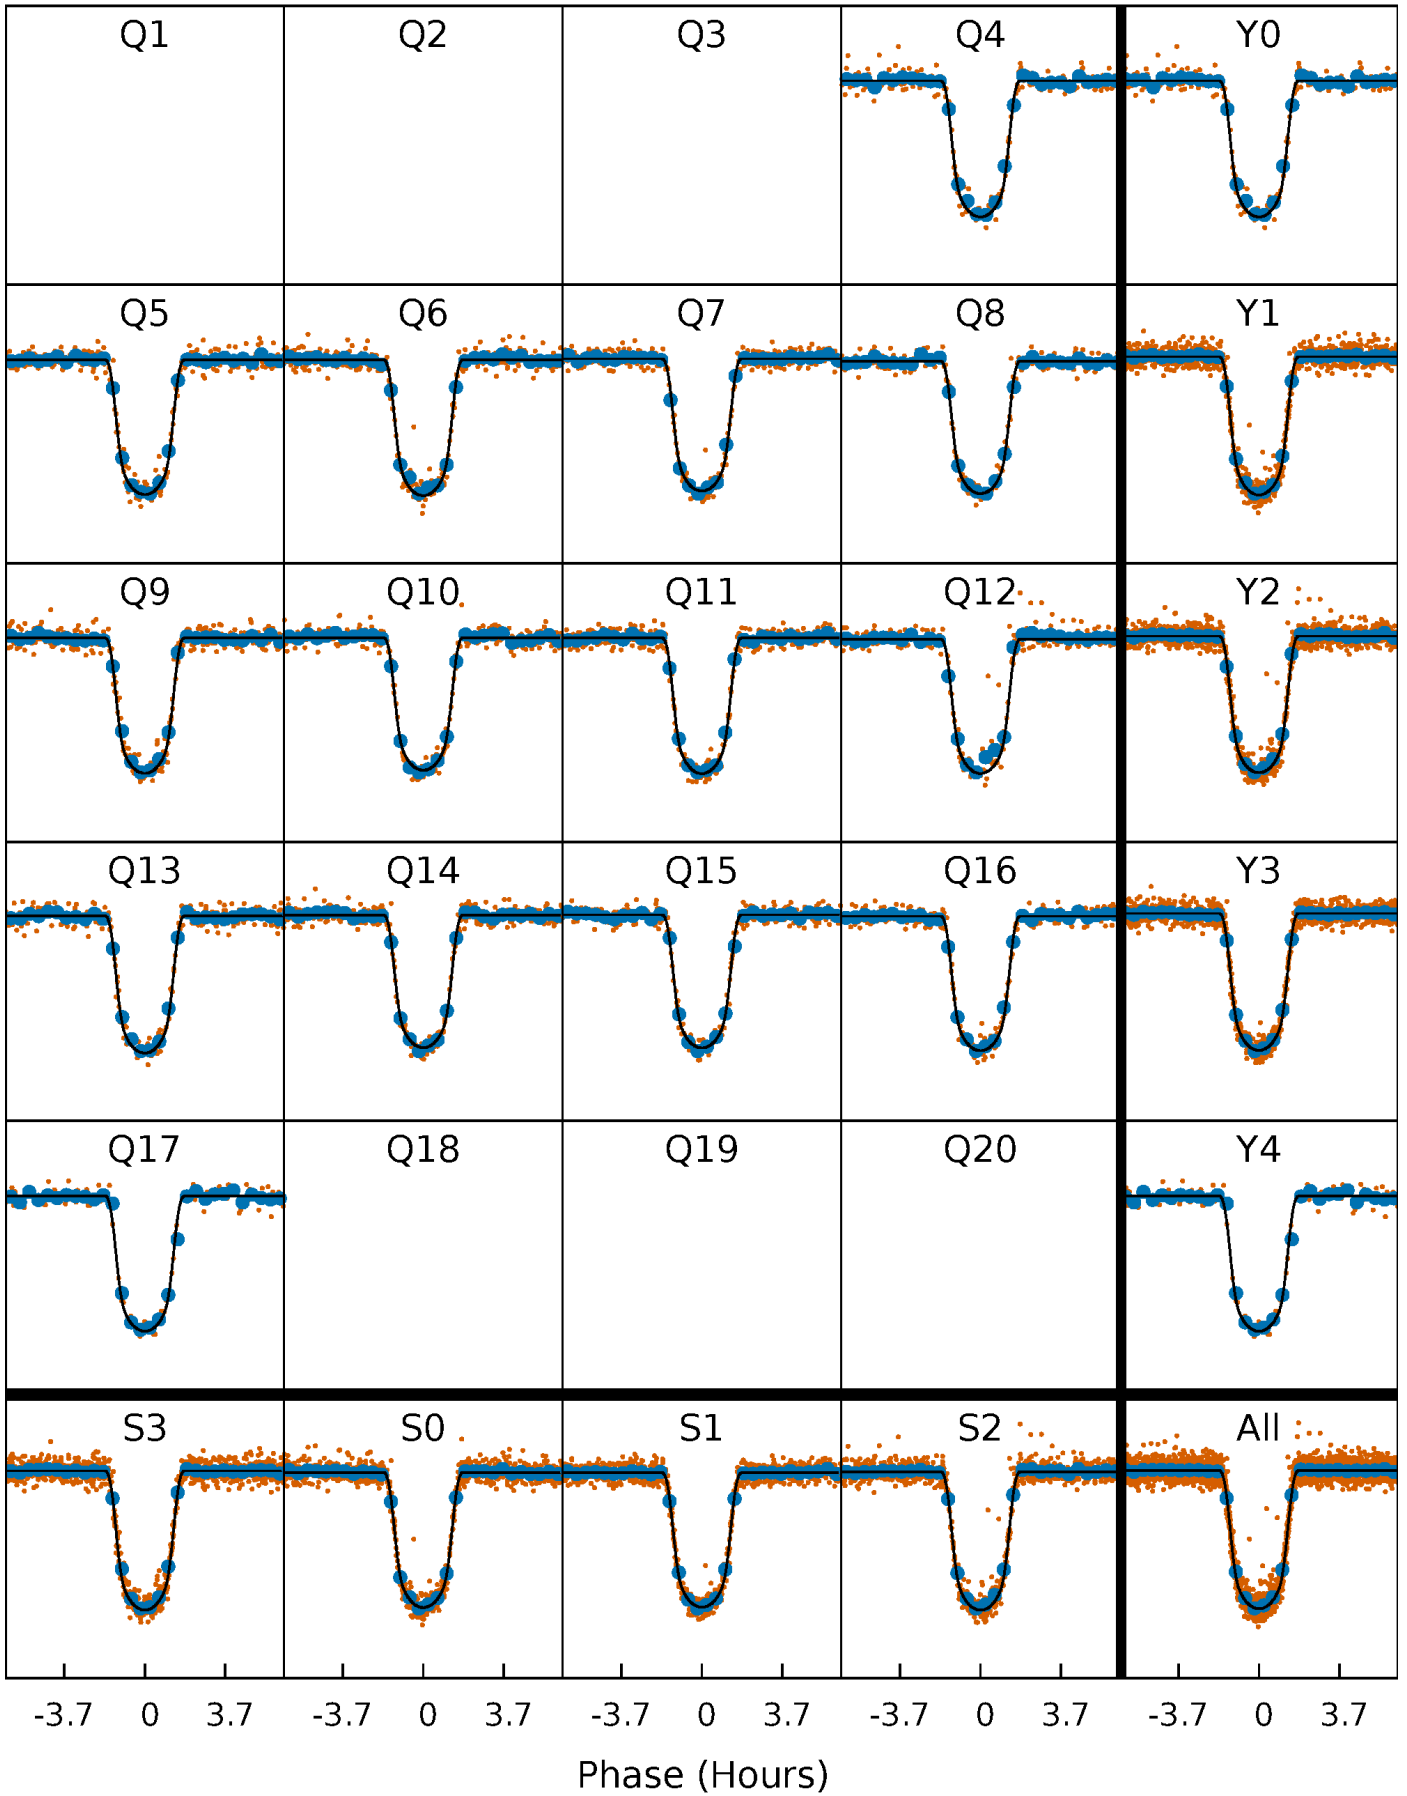 Q1 Q2 Q3 Q4 Y0
Q5 Q6 Q7 Q8 Y1
Q9 Q10 Q11 Q12 Y2
Q13 Q14 Q15 Q16 Y3
Q17 Q18 Q19 Q20 Y4
S3 S0 S1 S2 All
-3.7 0 3.7 -3.7 0 3.7 -3.7 0 3.7 -3.7 0 3.7 -3.7 0 3.7
Phase (Hours)